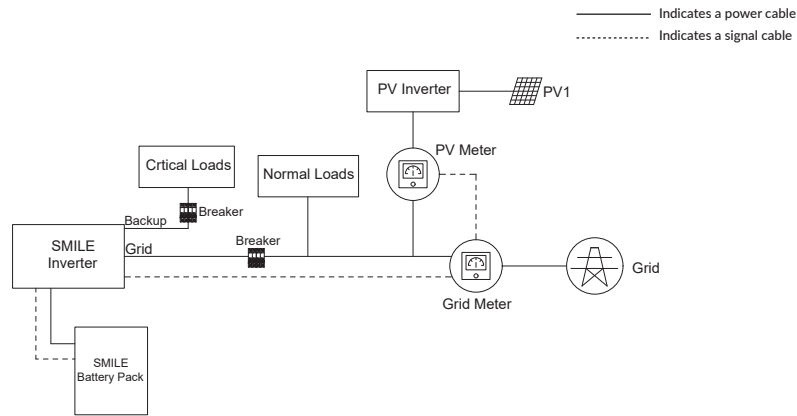 Indicates a power cable
Indicates a signal cable
PV Inverter
PV1
PV Meter
Crtical Loads
Normal Loads
Breaker
Backup
SMILE
Inverter
Grid
Breaker
Grid
Grid Meter
SMILE
Battery Pack